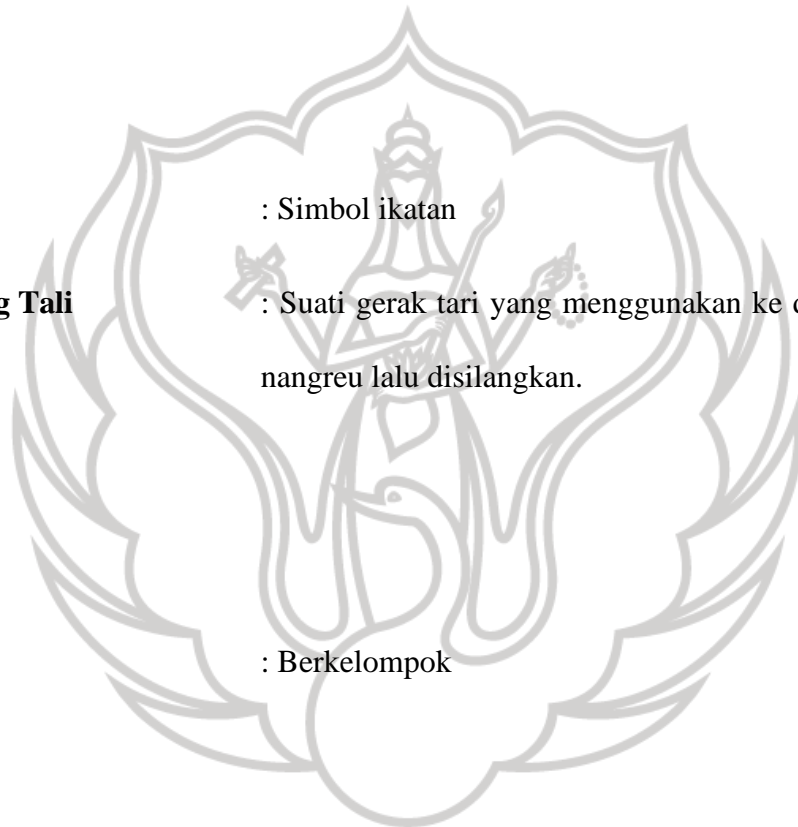 : Simbol ikatan
g Tali : Suati gerak tari yang menggunakan ke
nangreu lalu disilangkan.
: Berkelompok